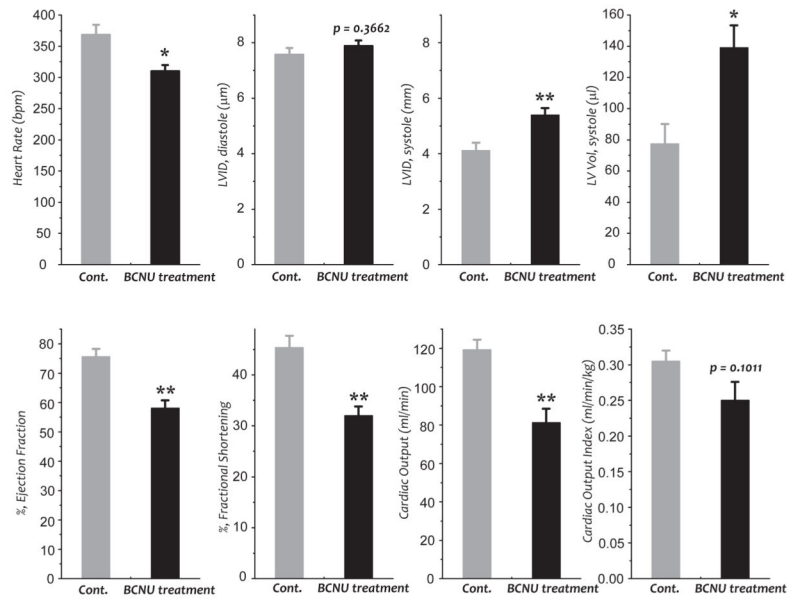 Heart Rate (bpm)
400
350
300
250
200
150
100
50
0
*
Cont.
BCNU treatment
LVID, diastole (µm)
8
6
4
2
0
p = 0.3662
Cont.
BCNU treatment
LVID, systole (mm)
8
6
4
2
0
**
Cont.
BCNU treatment
LV Vol, systole (µl)
160
140
120
100
80
60
40
20
0
*
Cont.
BCNU treatment
%, Ejection Fraction
80
70
60
50
40
30
20
10
0
**
Cont.
BCNU treatment
%, Fractional Shortening
40
30
20
10
0
**
Cont.
BCNU treatment
Cardiac Output (ml/min)
120
100
80
60
40
20
0
**
Cont.
BCNU treatment
Cardiac Output Index (ml/min/kg)
0.35
0.30
0.25
0.20
0.15
0.10
0.05
0.00
p = 0.1011
Cont.
BCNU treatment